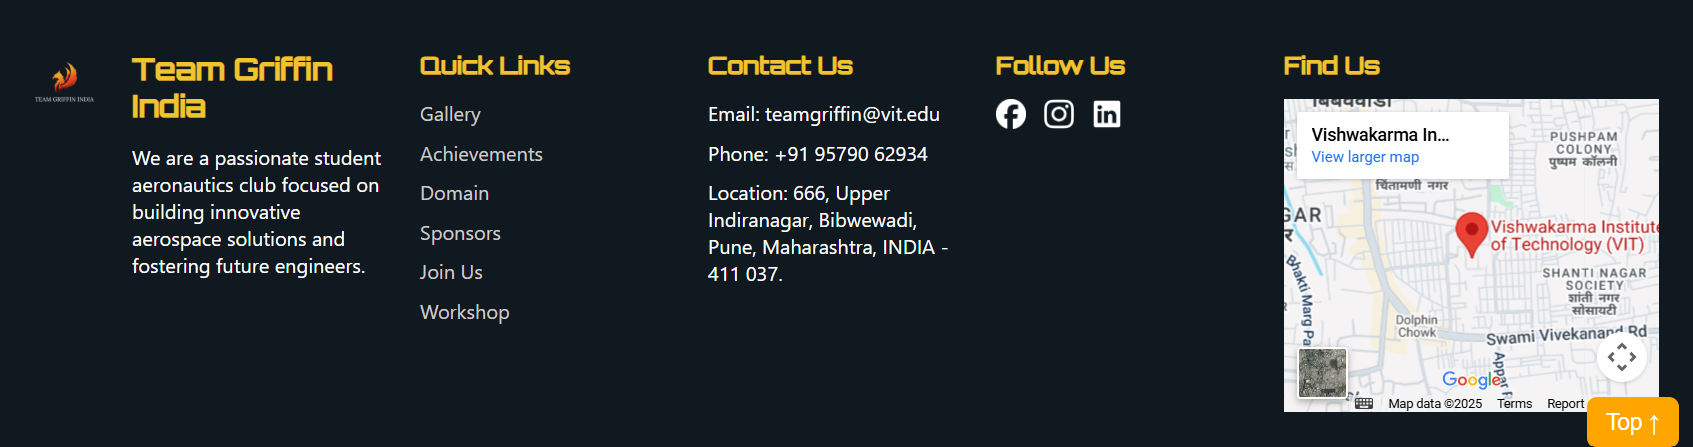 TEAM GRIFFIN INDIA
Team Griffin
India
We are a passionate student
aeronautics club focused on
building innovative
aerospace solutions and
fostering future engineers.
Quick Links
Gallery
Achievements
Domain
Sponsors
Join Us
Workshop
Contact Us
Email: teamgriffin@vit.edu
Phone: +91 95790 62934
Location: 666, Upper
Indiranagar, Bibwewadi,
Pune, Maharashtra, INDIA -
411 037.
Follow Us
Find Us
Vishwakarma In...
View larger map
चिंतामणी नगर
PUSHPAM
COLONY
पुष्पम कॉलनी
GAR
Vishwakarma Institute
of Technology (VIT)
Bhakti Marg
SHANTI NAGAR
SOCIETY
शांती नगर
सोसायटी
Dolphin
Chowk
Swami Vivekanand Rd
Google
Map data ©2025
Terms
Report
Top ↑